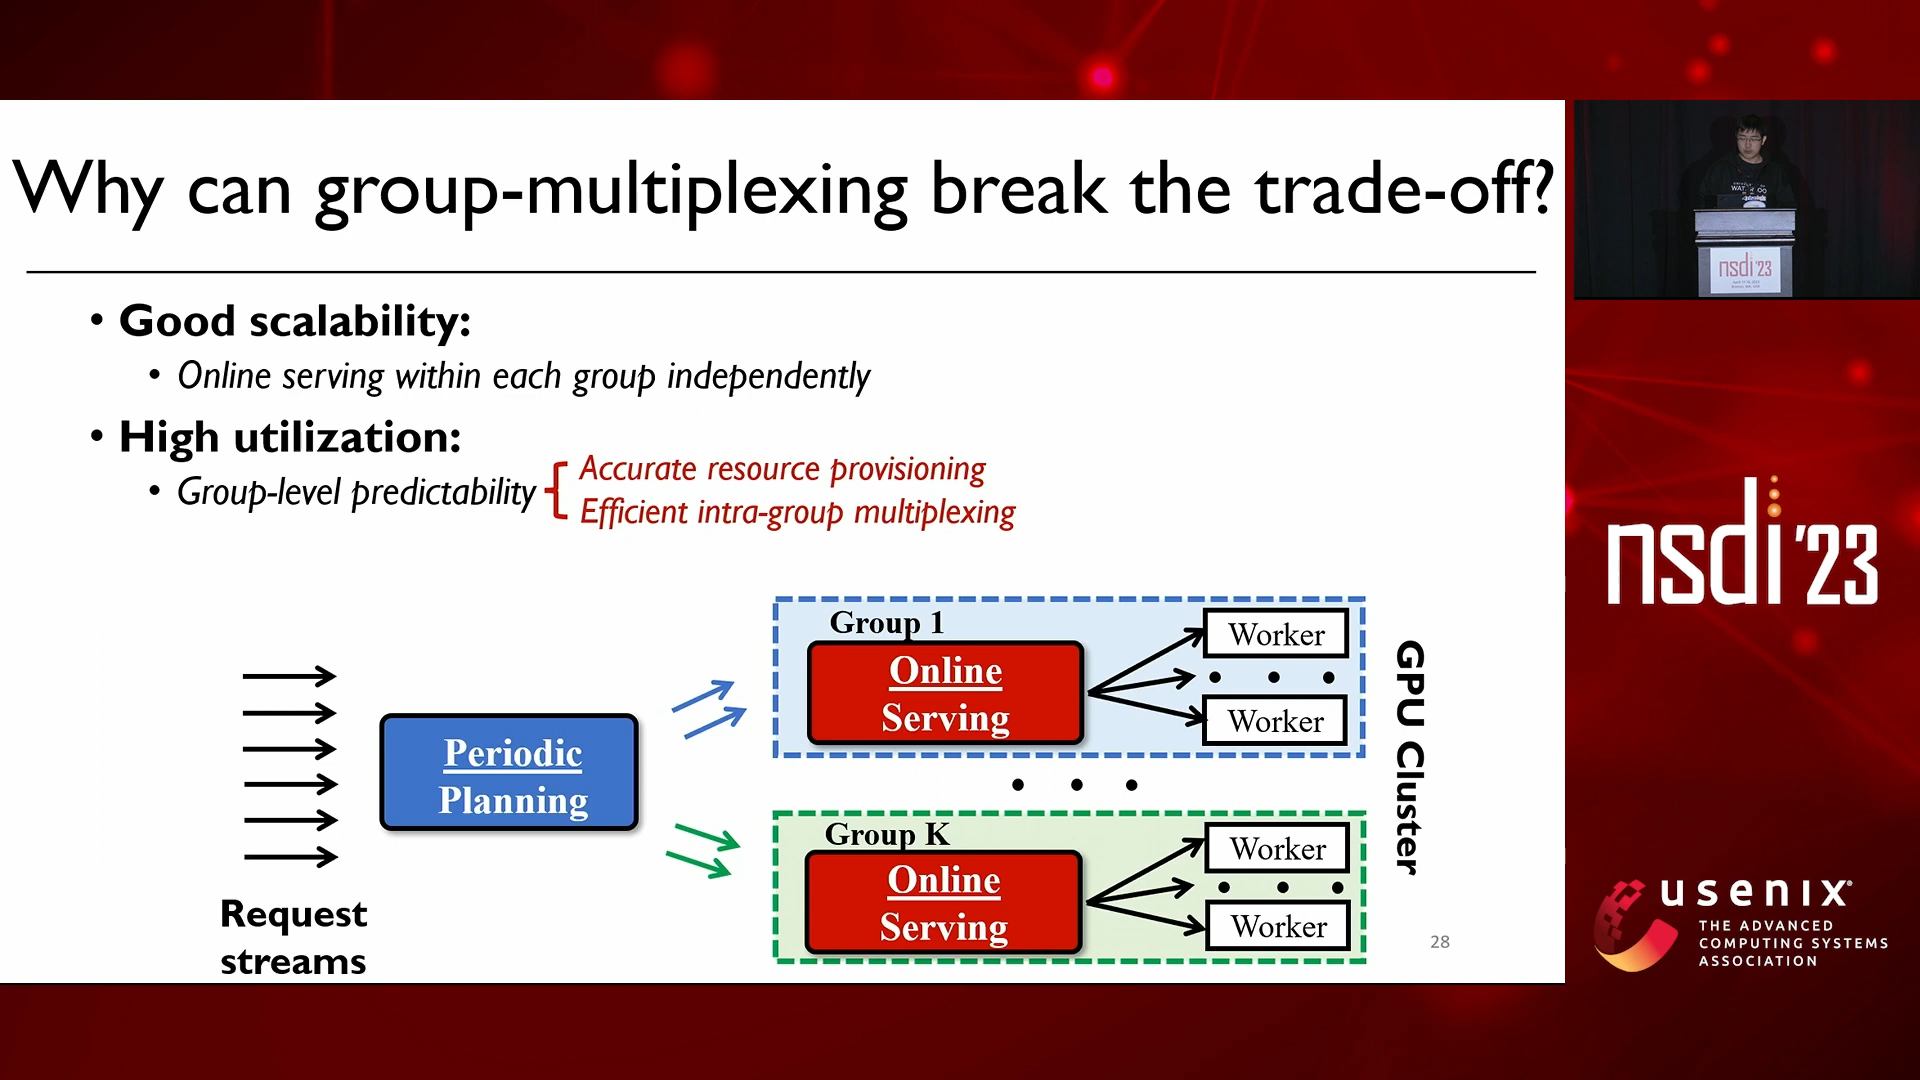 Why can group-multiplexing break the trade-off?
• Good scalability:
• Online serving within each group independently
• High utilization:
• Group-level predictability
Accurate resource provisioning
Efficient intra-group multiplexing
Request
streams
Periodic
Planning
Group 1
Online
Serving
Worker
Worker
Group K
Online
Serving
Worker
Worker
GPU Cluster
28
nsdi'23
nsdi'23
usenix®
THE ADVANCED
COMPUTING SYSTEMS
ASSOCIATION